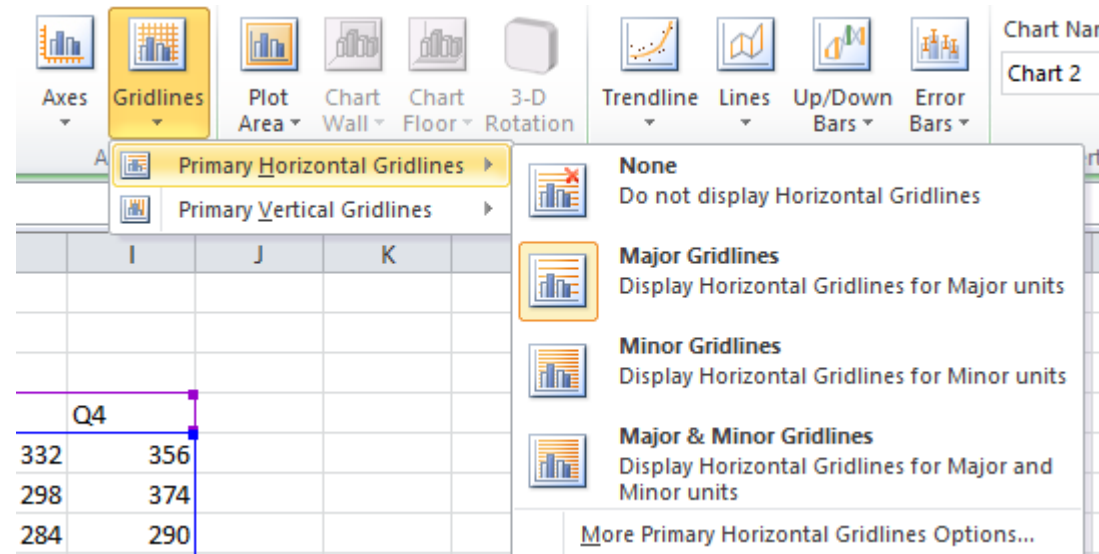 Axes
Gridlines
Plot
Area
Chart
Wall
Chart
Floor
3-D
Rotation
Trendline
Lines
Up/Down
Bars
Error
Bars
Chart Nar
Chart 2
A
Primary Horizontal Gridlines
Primary Vertical Gridlines
None
Do not display Horizontal Gridlines
Major Gridlines
Display Horizontal Gridlines for Major units
Minor Gridlines
Display Horizontal Gridlines for Minor units
Major & Minor Gridlines
Display Horizontal Gridlines for Major and
Minor units
More Primary Horizontal Gridlines Options...
I J K
Q4
332 356
298 374
284 290